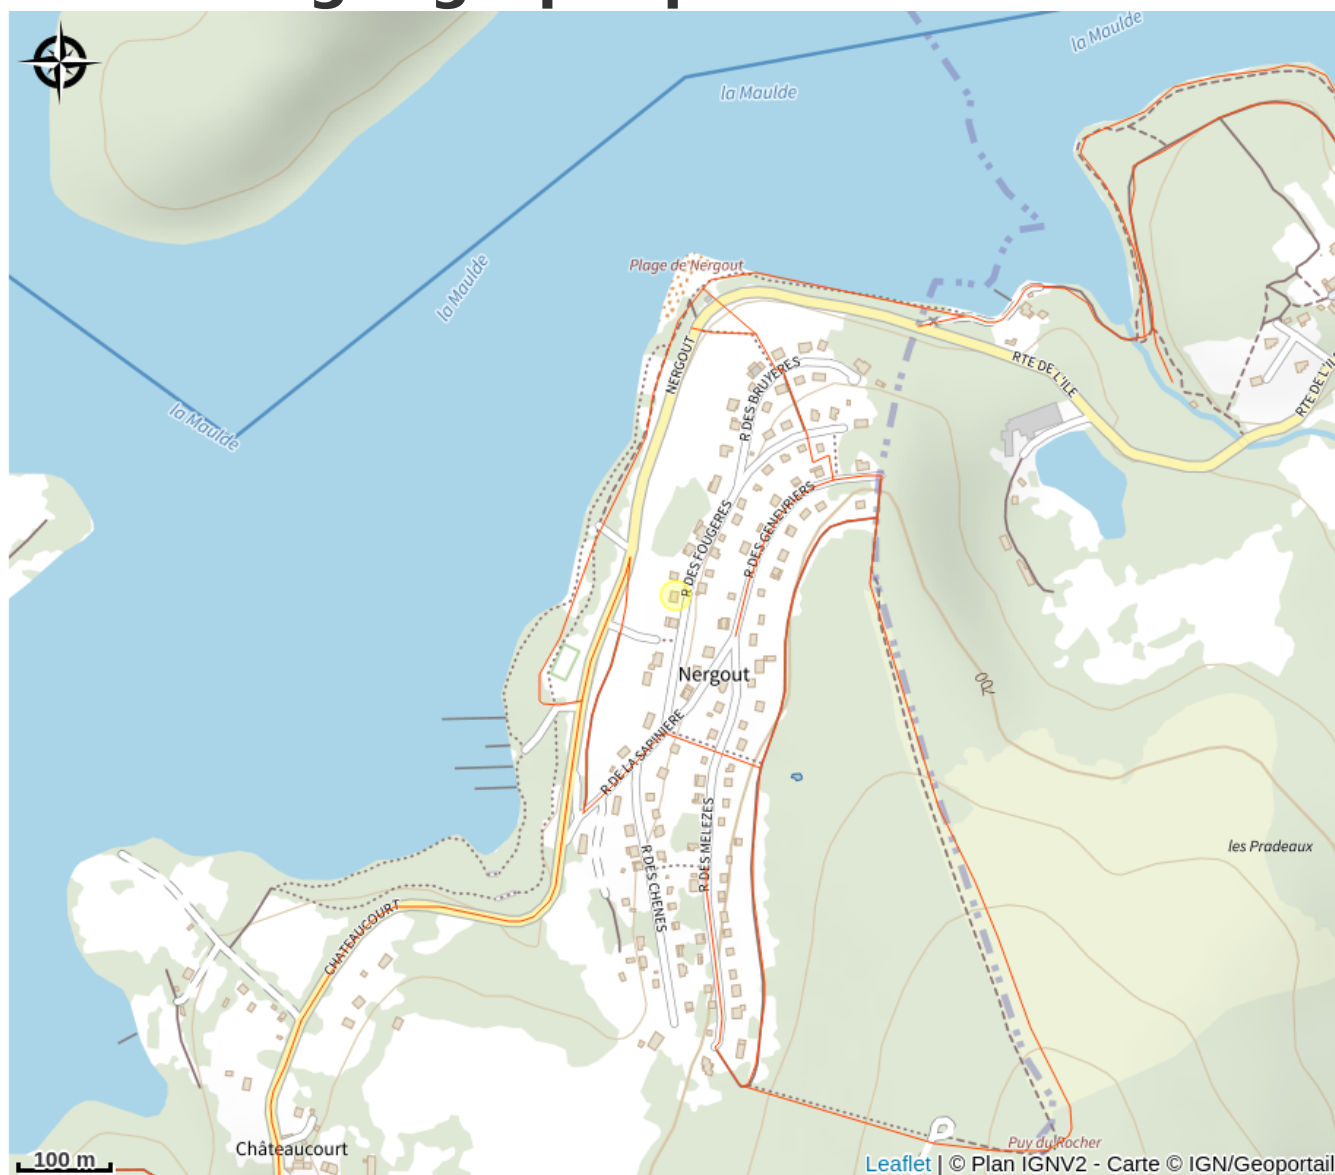 la Maulde
la Maulde
la Maulde
la Maulde
Plage de Nergout
NERGOUT
RTE DE L'ILE
R DES BRUYERES
R DES FOUGERES
R DES GENEVRIERS
Nergout
R DE LA SAPINIERE
R DES MELEZES
R DES CHENES
les Pradeaux
CHATEAUCOURT
Châteaucourt
Puy du Rocher
100 m
Leaflet | © Plan IGNV2 - Carte © IGN/Geoportail